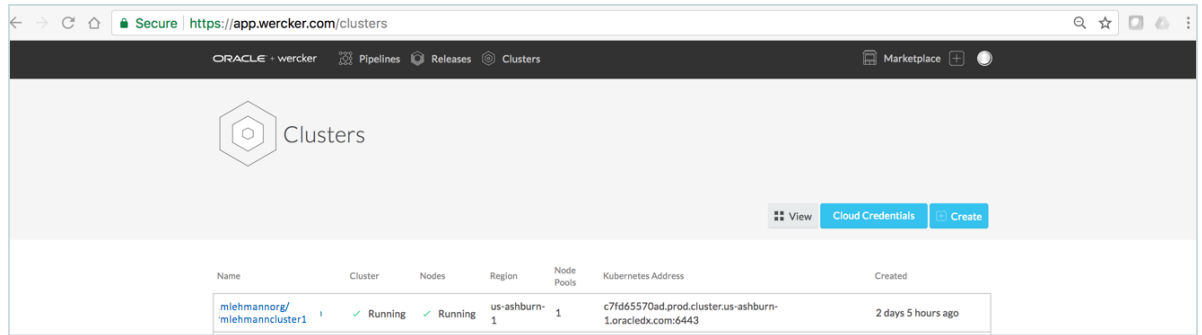 Secure https://app.wercker.com/clusters
ORACLE + wercker Pipelines Releases Clusters Marketplace
Clusters
View Cloud Credentials Create
Name Cluster Nodes Region Node Pools Kubernetes Address Created
mlehmannorg/
mlehmanncluster1
Running Running
us-ashburn-
1
1
c7fd65570ad.prod.cluster.us-ashburn-
1.oracledx.com:6443
2 days 5 hours ago